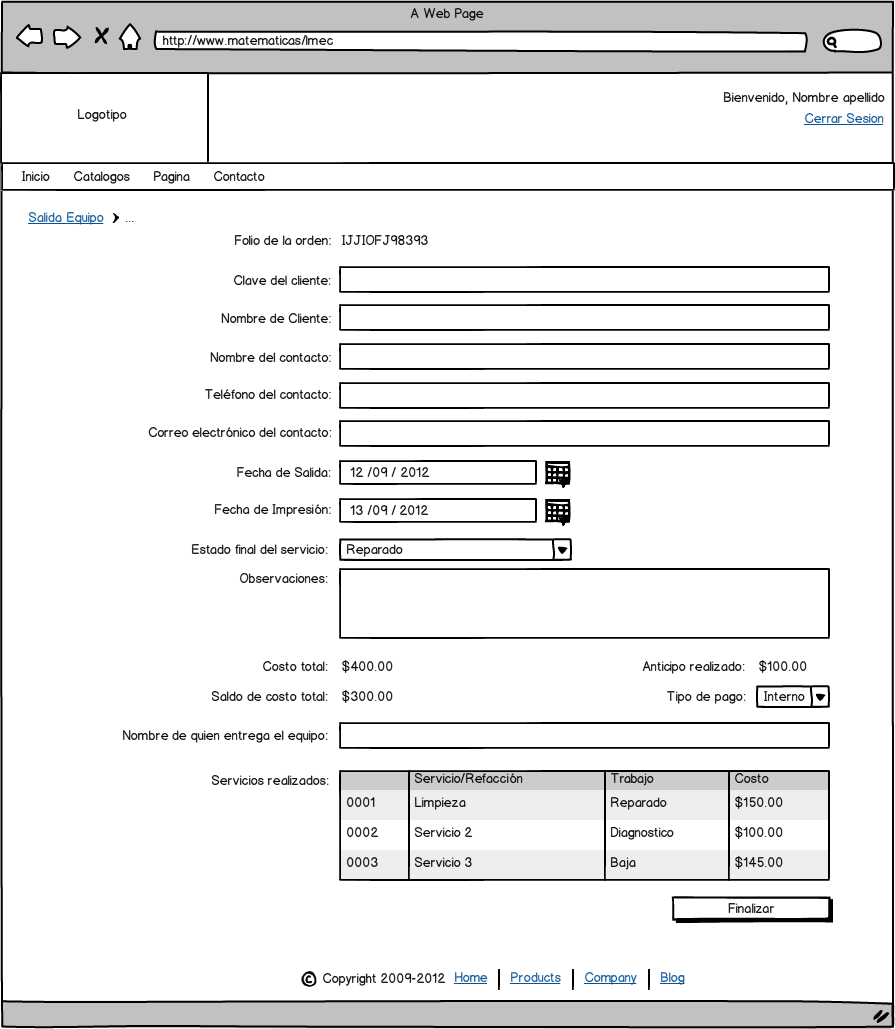 A Web Page
http://www.matematicas/lmec
Logotipo
Bienvenido, Nombre apellido
Cerrar Sesion
Inicio Catalogos Pagina Contacto
Salida Equipo ...
Folio de la orden: IJJIOFJ98393
Clave del cliente:
Nombre de Cliente:
Nombre del contacto:
Teléfono del contacto:
Correo electrónico del contacto:
Fecha de Salida: 12 /09 / 2012
Fecha de Impresión: 13 /09 / 2012
Estado final del servicio: Reparado
Observaciones:
Costo total: $400.00 Anticipo realizado: $100.00
Saldo de costo total: $300.00 Tipo de pago: Interno
Nombre de quien entrega el equipo:
Servicios realizados:
Servicio/Refacción Trabajo Costo
0001 Limpieza Reparado $150.00
0002 Servicio 2 Diagnostico $100.00
0003 Servicio 3 Baja $145.00
Finalizar
© Copyright 2009-2012 Home Products Company Blog